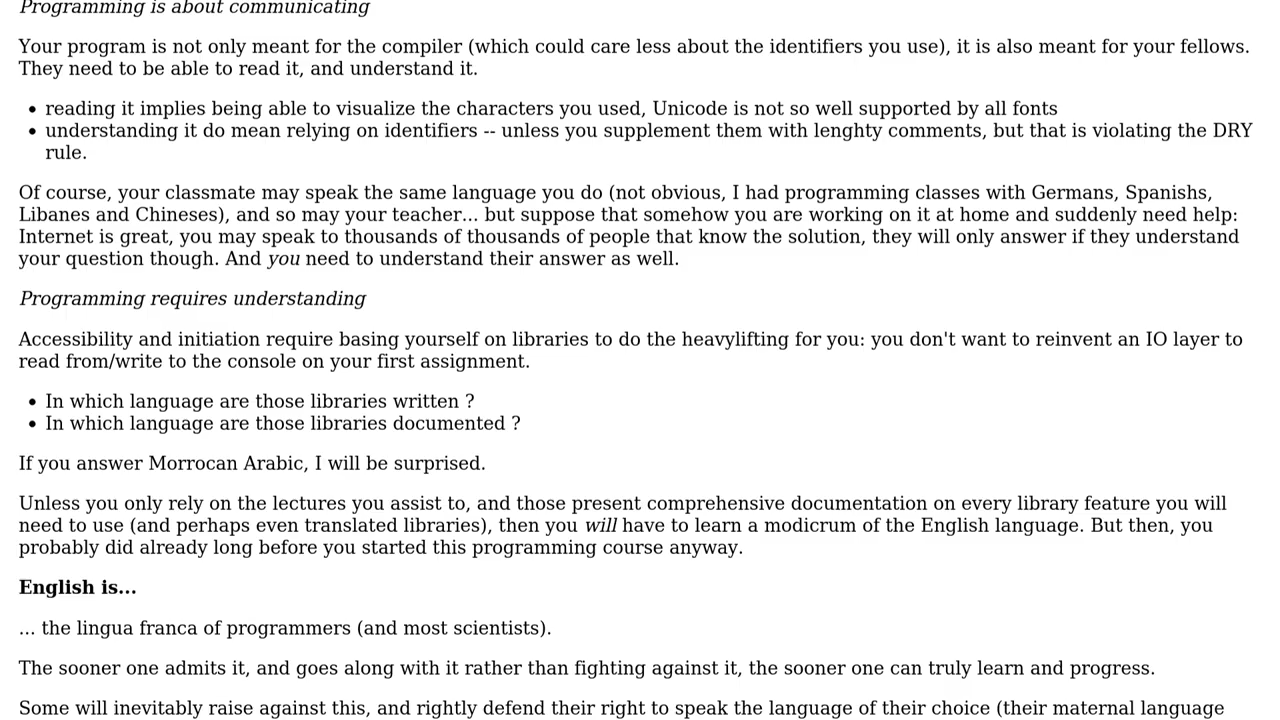 Programming is about communicating
Your program is not only meant for the compiler (which could care less about the identifiers you use), it is also meant for your fellows.
They need to be able to read it, and understand it.
• reading it implies being able to visualize the characters you used, Unicode is not so well supported by all fonts
• understanding it do mean relying on identifiers -- unless you supplement them with lenghty comments, but that is violating the DRY
rule.
Of course, your classmate may speak the same language you do (not obvious, I had programming classes with Germans, Spanishs,
Libanes and Chineses), and so may your teacher... but suppose that somehow you are working on it at home and suddenly need help:
Internet is great, you may speak to thousands of thousands of people that know the solution, they will only answer if they understand
your question though. And you need to understand their answer as well.
Programming requires understanding
Accessibility and initiation require basing yourself on libraries to do the heavylifting for you: you don't want to reinvent an IO layer to
read from/write to the console on your first assignment.
• In which language are those libraries written ?
• In which language are those libraries documented ?
If you answer Morrocan Arabic, I will be surprised.
Unless you only rely on the lectures you assist to, and those present comprehensive documentation on every library feature you will
need to use (and perhaps even translated libraries), then you will have to learn a modicrum of the English language. But then, you
probably did already long before you started this programming course anyway.
English is...
... the lingua franca of programmers (and most scientists).
The sooner one admits it, and goes along with it rather than fighting against it, the sooner one can truly learn and progress.
Some will inevitably raise against this, and rightly defend their right to speak the language of their choice (their maternal language